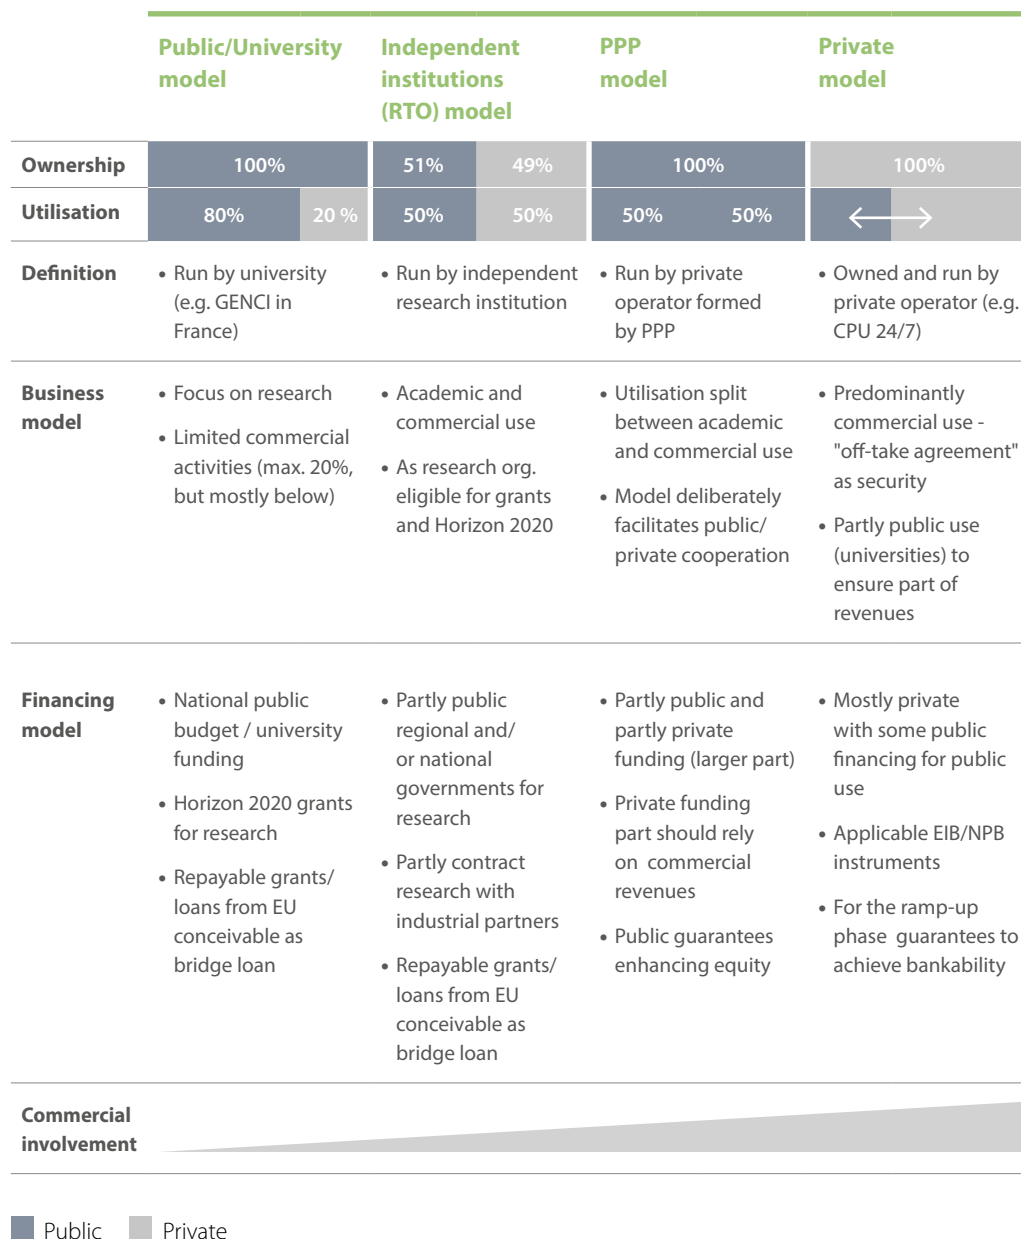 Public/University
model
Independent
institutions
(RTO) model
PPP
model
Private
model
Ownership
100%
51%
49%
100%
100%
Utilisation
80%
20 %
50%
50%
50%
50%
Definition
• Run by university
(e.g. GENCI in
France)
• Run by independent
research institution
• Run by private
operator formed
by PPP
• Owned and run by
private operator (e.g.
CPU 24/7)
Business
model
• Focus on research
• Limited commercial
activities (max. 20%,
but mostly below)
• Academic and
commercial use
• As research org.
eligible for grants
and Horizon 2020
• Utilisation split
between academic
and commercial use
• Model deliberately
facilitates public/
private cooperation
• Predominantly
commercial use -
"off-take agreement"
as security
• Partly public use
(universities) to
ensure part of
revenues
Financing
model
• National public
budget / university
funding
• Horizon 2020 grants
for research
• Repayable grants/
loans from EU
conceivable as
bridge loan
• Partly public
regional and/
or national
governments for
research
• Partly contract
research with
industrial partners
• Repayable grants/
loans from EU
conceivable as
bridge loan
• Partly public and
partly private
funding (larger part)
• Private funding
part should rely
on commercial
revenues
• Public guarantees
enhancing equity
• Mostly private
with some public
financing for public
use
• Applicable EIB/NPB
instruments
• For the ramp-up
phase guarantees to
achieve bankability
Commercial
involvement
Public
Private